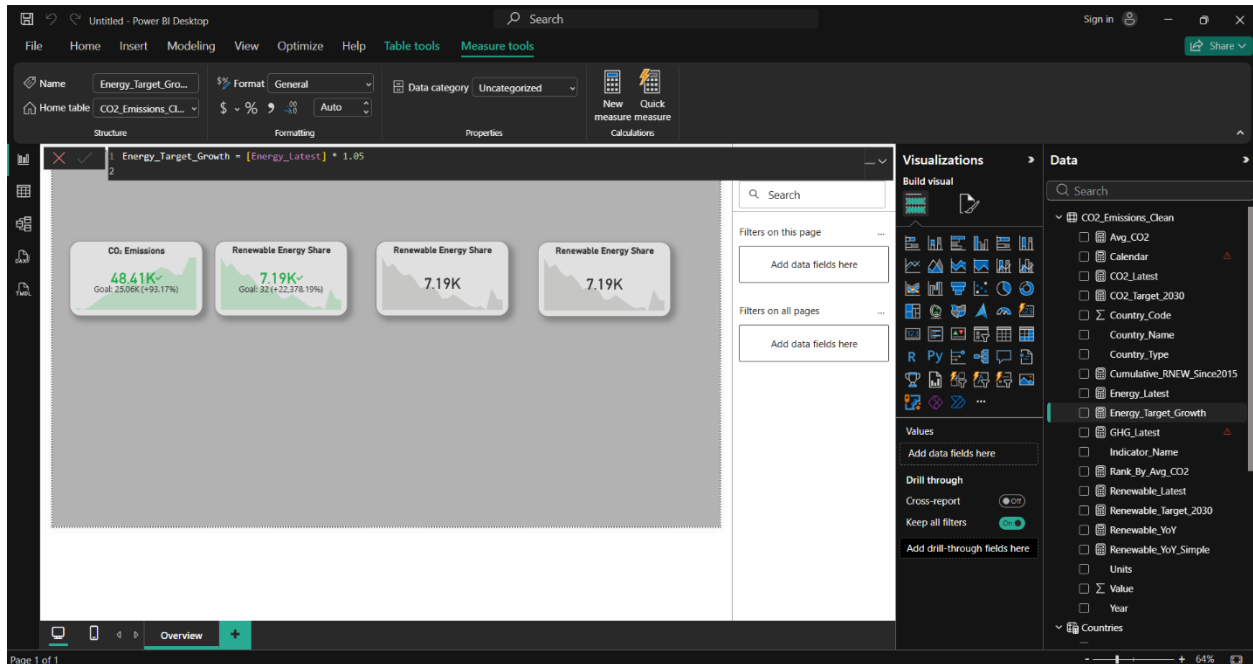 Untitled - Power BI Desktop
Search
Sign in
File Home Insert Modeling View Optimize Help Table tools Measure tools
Share
Name Energy_Target_Gro...
Home table CO2_Emissions_Cl...
Structure
Format General
$ % 9 Auto
Formatting
Data category Uncategorized
Properties
New measure
Quick measure
Calculations
1 Energy_Target_Growth = [Energy_Latest] * 1.05
2
CO₂ Emissions
48.41K
Goal: 25.06K (+93.17%)
Renewable Energy Share
7.19K
Goal: 32 (+22,378.19%)
Renewable Energy Share
7.19K
Renewable Energy Share
7.19K
Search
Filters on this page ...
Add data fields here
Filters on all pages ...
Add data fields here
Visualizations
Build visual
123
R Py
...
Values
Add data fields here
Drill through
Cross-report Off
Keep all filters On
Add drill-through fields here
Data
Search
CO2_Emissions_Clean
Avg_CO2
Calendar
CO2_Latest
CO2_Target_2030
Country_Code
Country_Name
Country_Type
Cumulative_RNEW_Since2015
Energy_Latest
Energy_Target_Growth
GHG_Latest
Indicator_Name
Rank_By_Avg_CO2
Renewable_Latest
Renewable_Target_2030
Renewable_YoY
Renewable_YoY_Simple
Units
Value
Year
Countries
DAX
TMDL
Overview +
Page 1 of 1
- + 64%